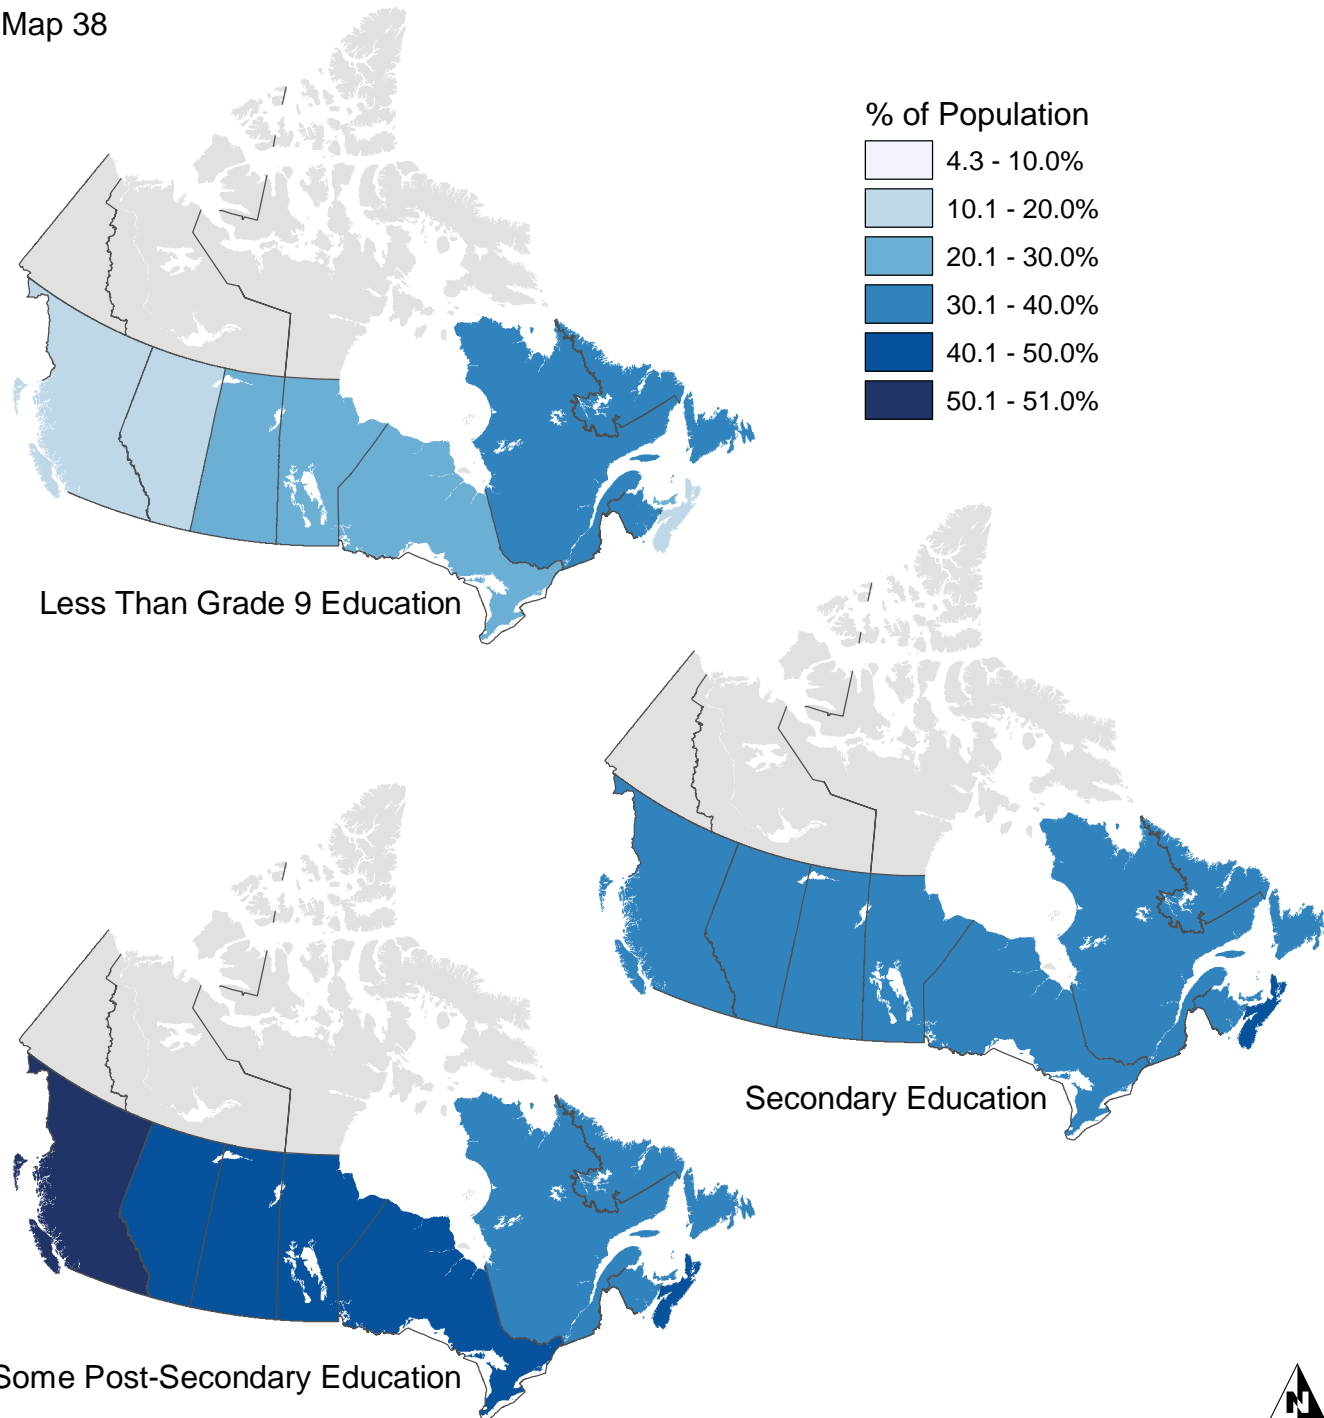 Map 38
% of Population
4.3 - 10.0%
10.1 - 20.0%
20.1 - 30.0%
30.1 - 40.0%
40.1 - 50.0%
50.1 - 51.0%
Less Than Grade 9 Education
Secondary Education
Some Post-Secondary Education
N